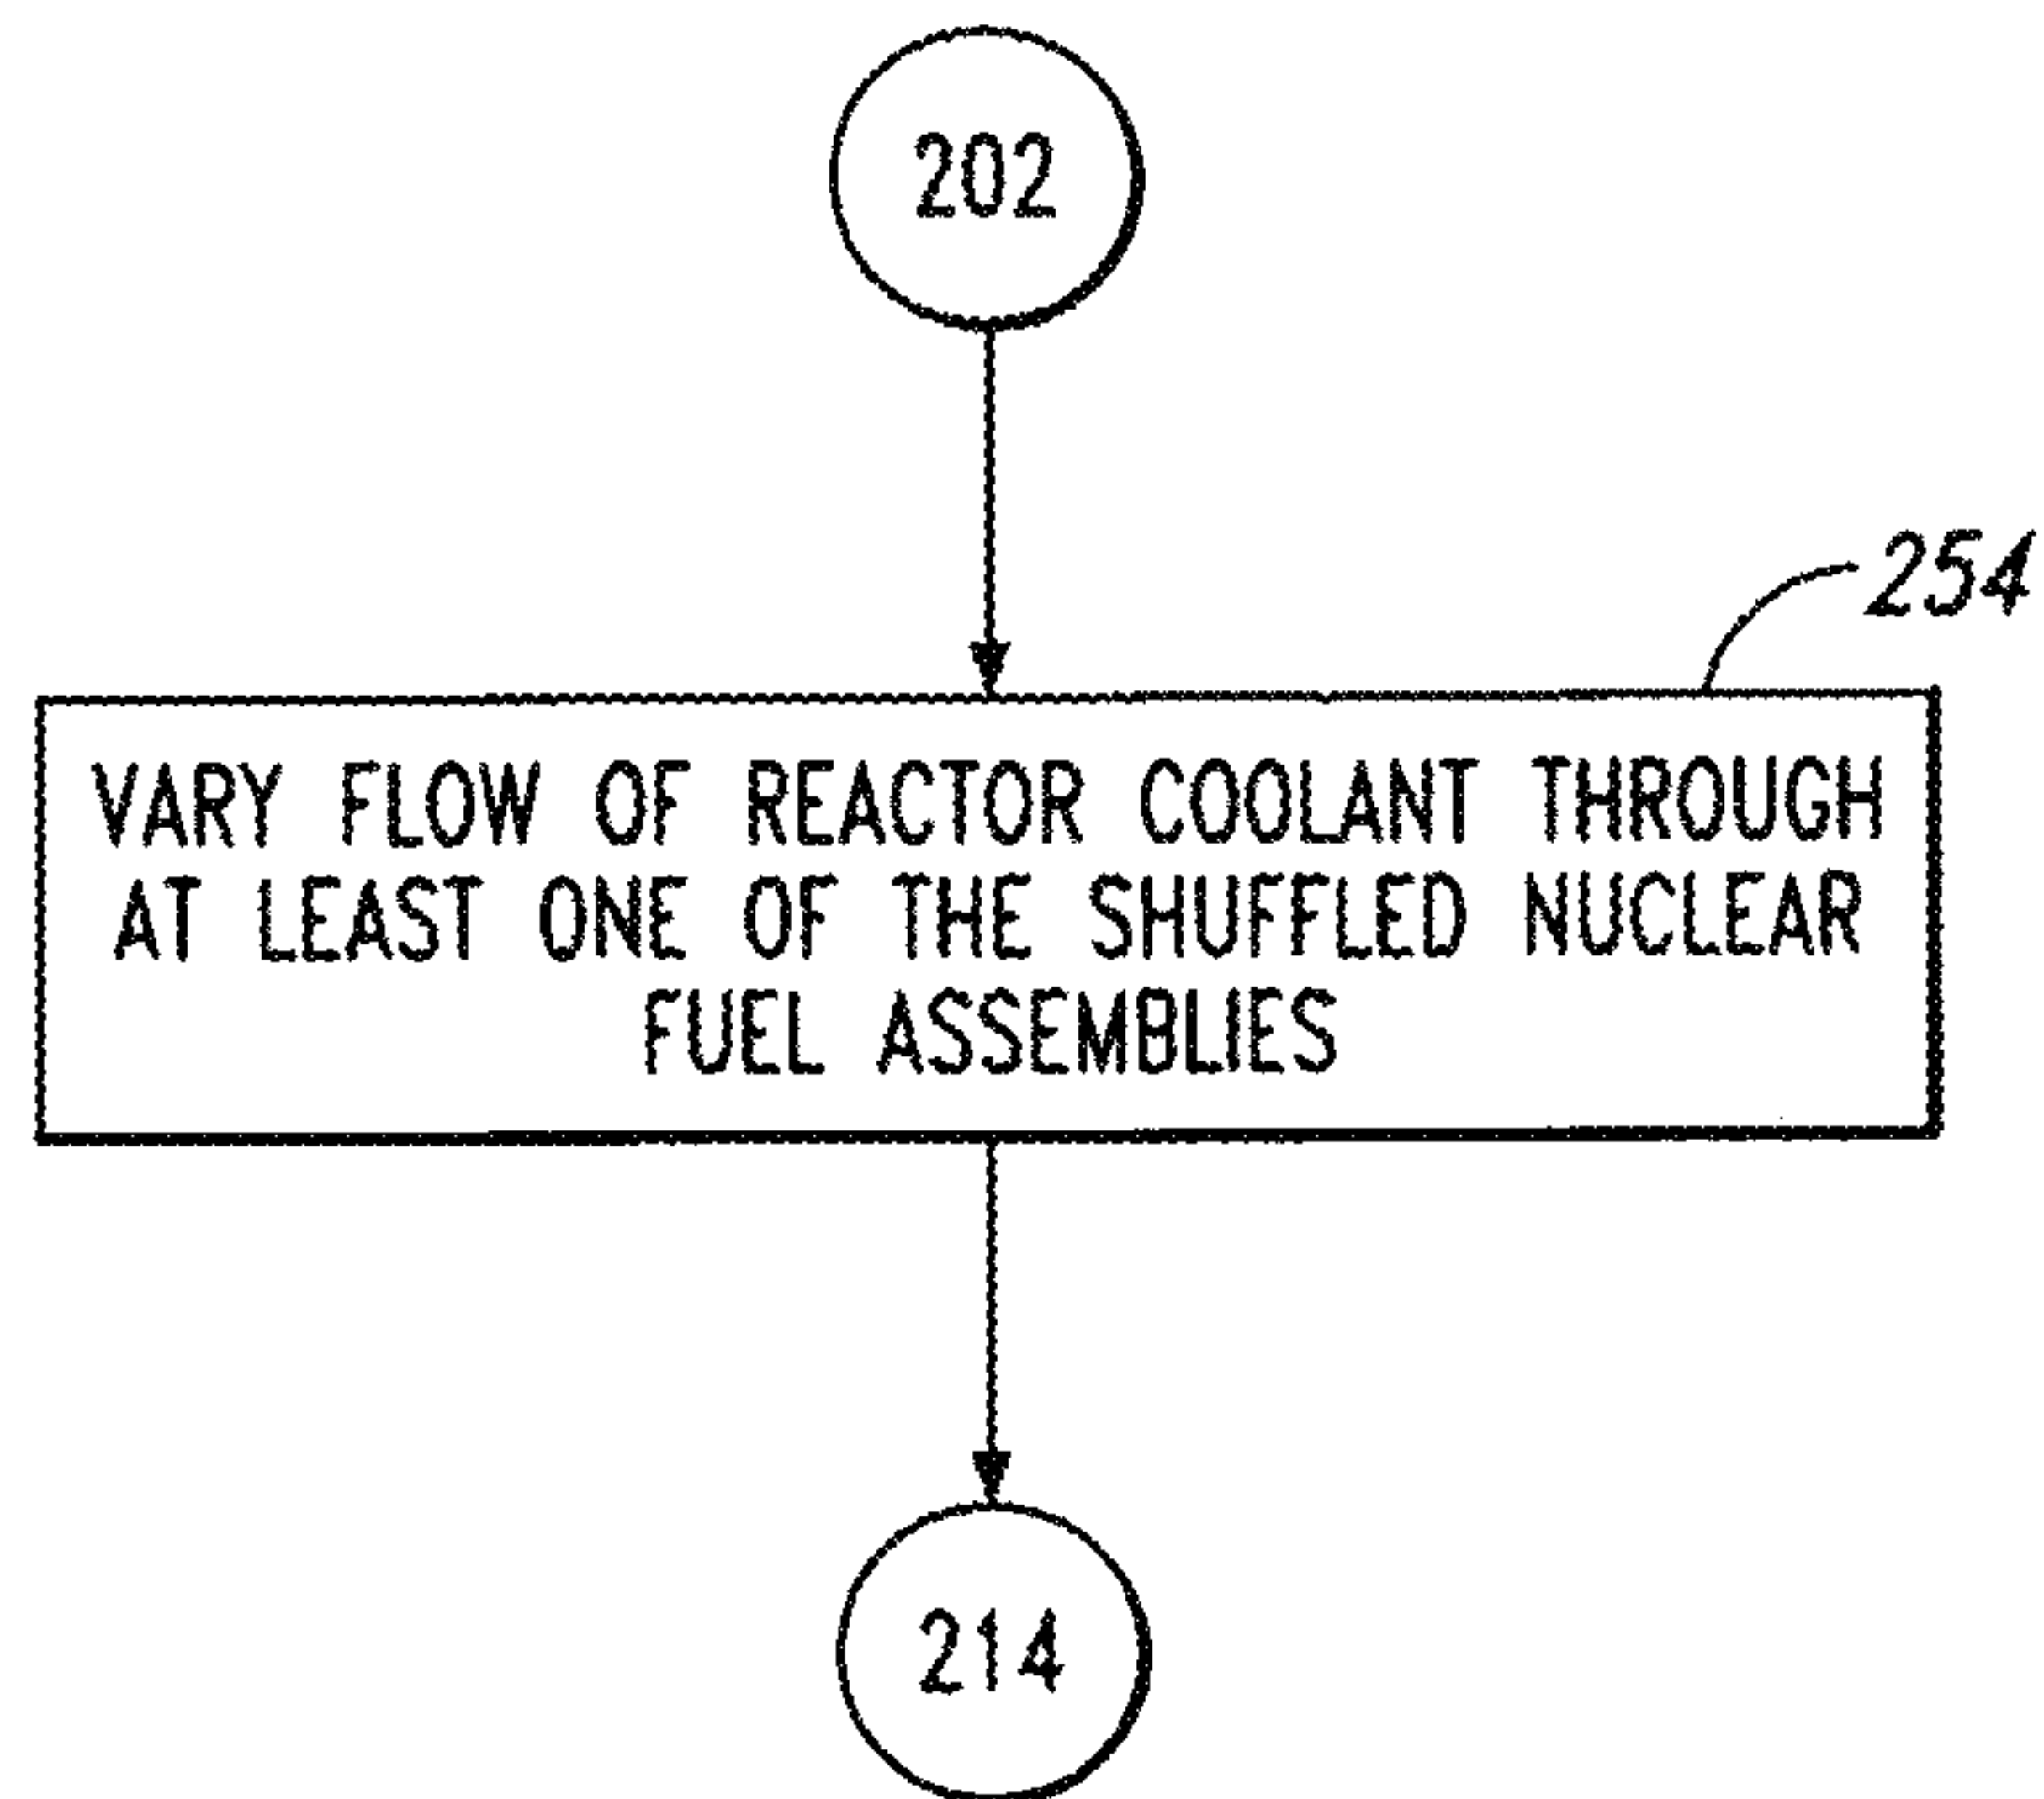 202
254
VARY FLOW OF REACTOR COOLANT THROUGH
AT LEAST ONE OF THE SHUFFLED NUCLEAR
FUEL ASSEMBLIES
214